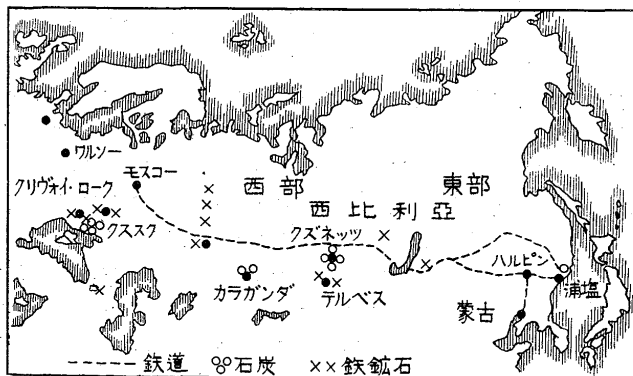 ワルソー
モスコー
クリヴォイ・ローク
クススク
西部
東部
西比利亞
クズネッツ
カラガンダ
テルベス
ハルピン
浦塩
蒙古
鉄道 石炭 ×× 鉄鉱石